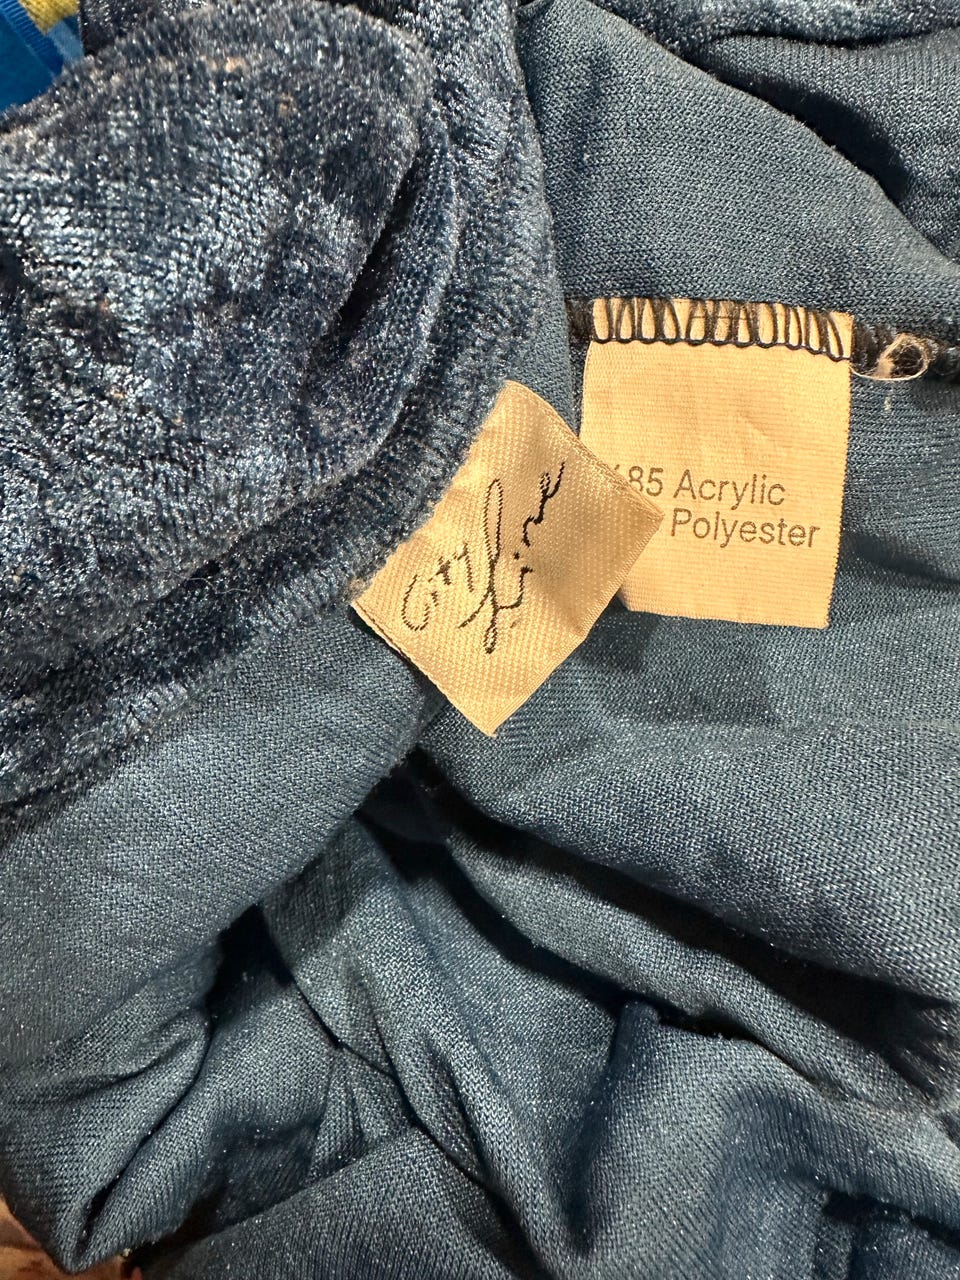 City
Line
85 Acrylic
Polyester